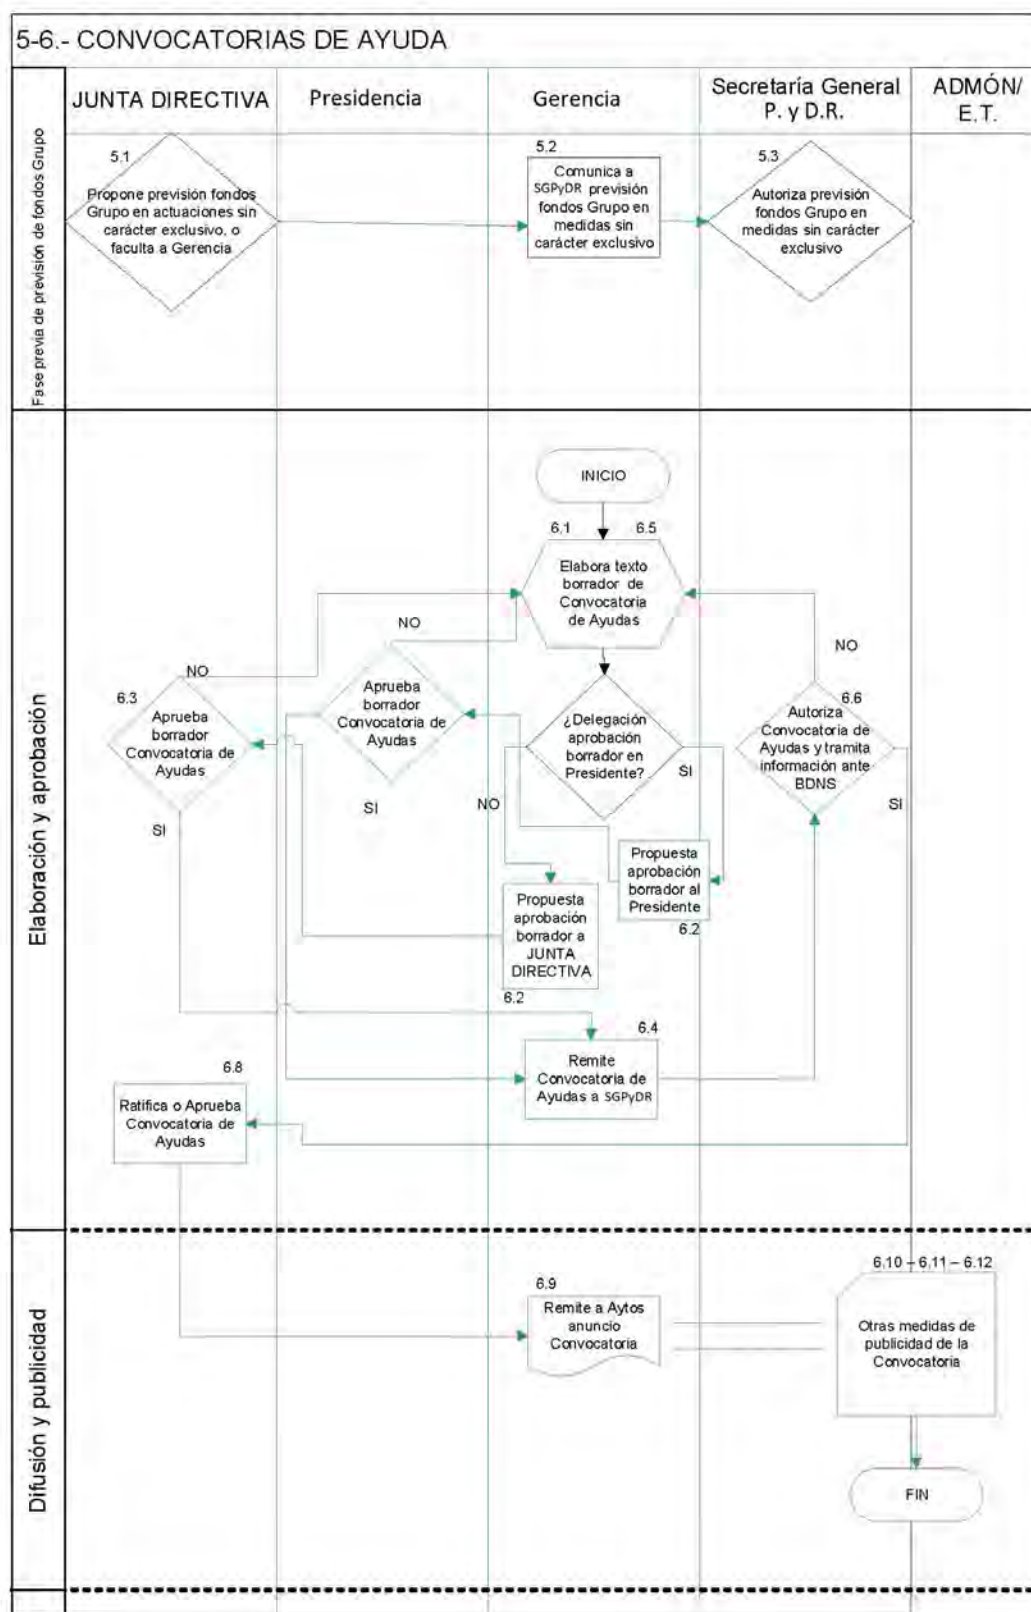 5-6.- CONVOCATORIAS DE AYUDA
JUNTA DIRECTIVA
Presidencia
Gerencia
Secretaría General
P. y D.R.
ADMÓN/
E.T.
Fase previa de previsión de fondos Grupo
5.1
Propone previsión fondos
Grupo en actuaciones sin
carácter exclusivo, o
faculta a Gerencia
5.2
Comunica a
SGPyDR previsión
fondos Grupo en
medidas sin
carácter exclusivo
5.3
Autoriza previsión
fondos Grupo en
medidas sin carácter
exclusivo
Elaboración y aprobación
INICIO
6.1
6.5
Elabora texto
borrador de
Convocatoria
de Ayudas
NO
NO
NO
6.3
Aprueba
borrador
Convocatoria de
Ayudas
Aprueba
borrador
Convocatoria de
Ayudas
¿Delegación
aprobación
borrador en
Presidente?
6.6
Autoriza
Convocatoria de
Ayudas y tramita
información ante
BDNS
SI
SI
NO
SI
SI
Propuesta
aprobación
borrador al
Presidente
6.2
Propuesta
aprobación
borrador a
JUNTA
DIRECTIVA
6.2
6.4
Remite
Convocatoria de
Ayudas a SGPyDR
6.8
Ratifica o Aprueba
Convocatoria de
Ayudas
Difusión y publicidad
6.9
Remite a Aytos
anuncio
Convocatoria
6.10 – 6.11 – 6.12
Otras medidas de
publicidad de la
Convocatoria
FIN